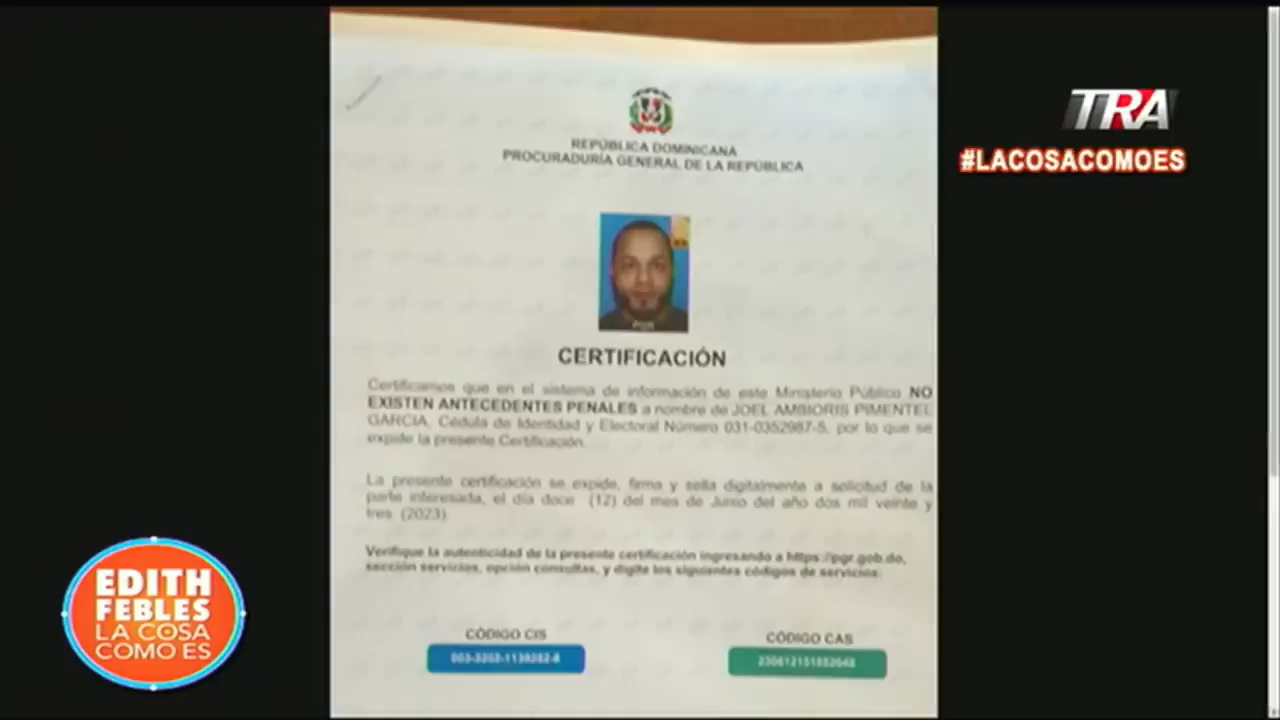 TRA
#LACOSACOMOES
REPÚBLICA DOMINICANA
PROCURADURÍA GENERAL DE LA REPÚBLICA
PGR
CERTIFICACIÓN
Certificamos que en el sistema de información de este Ministerio Público NO
EXISTEN ANTECEDENTES PENALES a nombre de JOEL AMBIORIS PIMENTEL
GARCIA, Cédula de Identidad y Electoral Número 031-0352987-5, por lo que se
expide la presente Certificación.
La presente certificación se expide, firma y sella digitalmente a solicitud de la
parte interesada, el día doce (12) del mes de Junio del año dos mil veinte y
tres (2023)
Verifique la autenticidad de la presente certificación ingresando a https://pgr.gob.do,
sección servicios, opción consultas, y digite los siguientes códigos de servicios:
CÓDIGO CIS
CÓDIGO CAS
EDITH
FEBLES
LA COSA
COMO ES